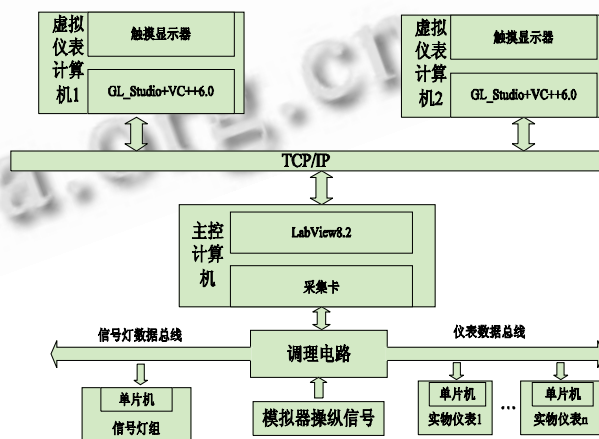 虚拟仪表计算机1
触摸显示器
GL_Studio+VC++6.0
虚拟仪表计算机2
触摸显示器
GL_Studio+VC++6.0
TCP/IP
主控计算机
LabView8.2
采集卡
信号灯数据总线
调理电路
仪表数据总线
单片机
信号灯组
模拟器操纵信号
单片机
实物仪表1
...
单片机
实物仪表n